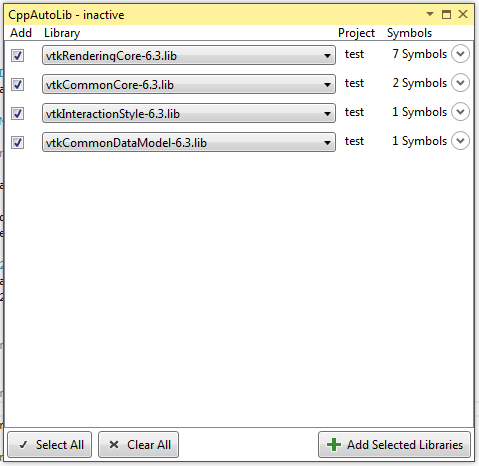 CppAutoLib - inactive
Add Library Project Symbols
vtkRenderingCore-6.3.lib test 7 Symbols
vtkCommonCore-6.3.lib test 2 Symbols
vtkInteractionStyle-6.3.lib test 1 Symbols
vtkCommonDataModel-6.3.lib test 1 Symbols
Select All Clear All Add Selected Libraries